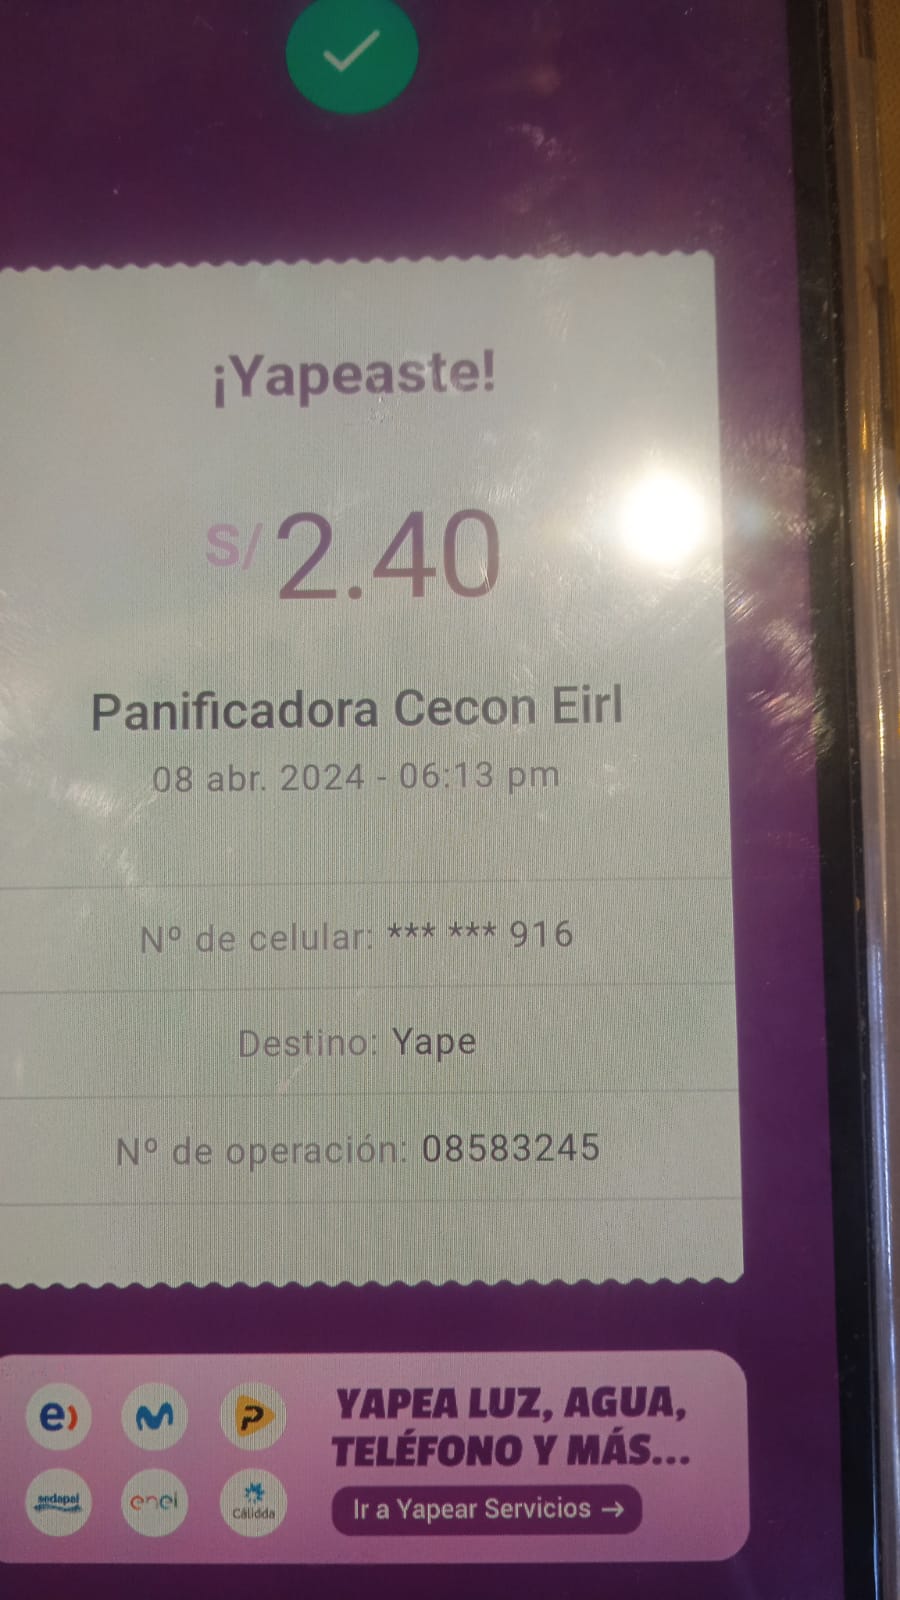 ¡Yapeaste!
S/ 2.40
Panificadora Cecon Eirl
08 abr. 2024 - 06:13 pm
Nº de celular: *** *** 916
Destino: Yape
Nº de operación: 08583245
e)
P
YAPEA LUZ, AGUA,
TELÉFONO Y MÁS...
sedapal
enel
Cálidda
Ir a Yapear Servicios →